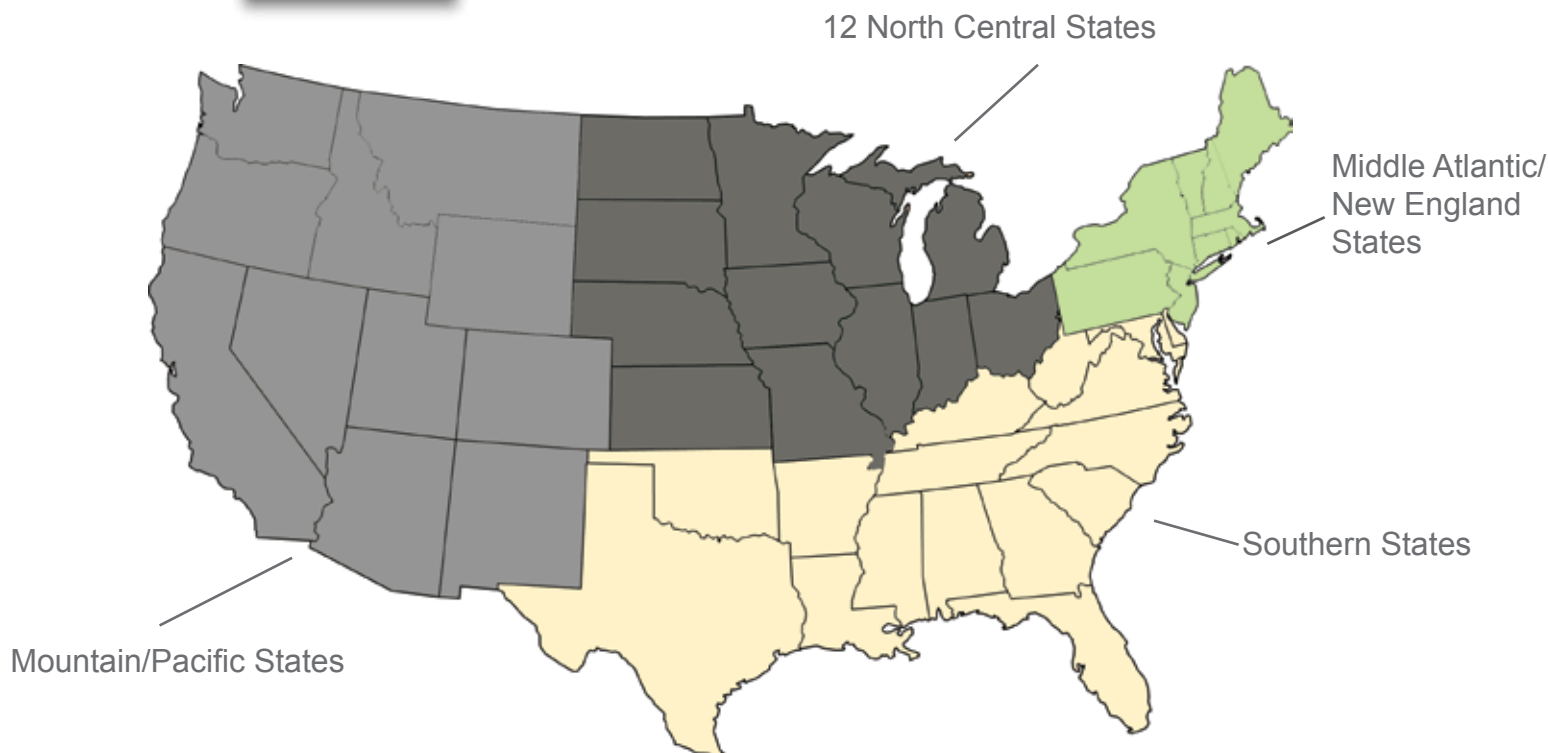 12 North Central States
Middle Atlantic/
New England
States
Southern States
Mountain/Pacific States